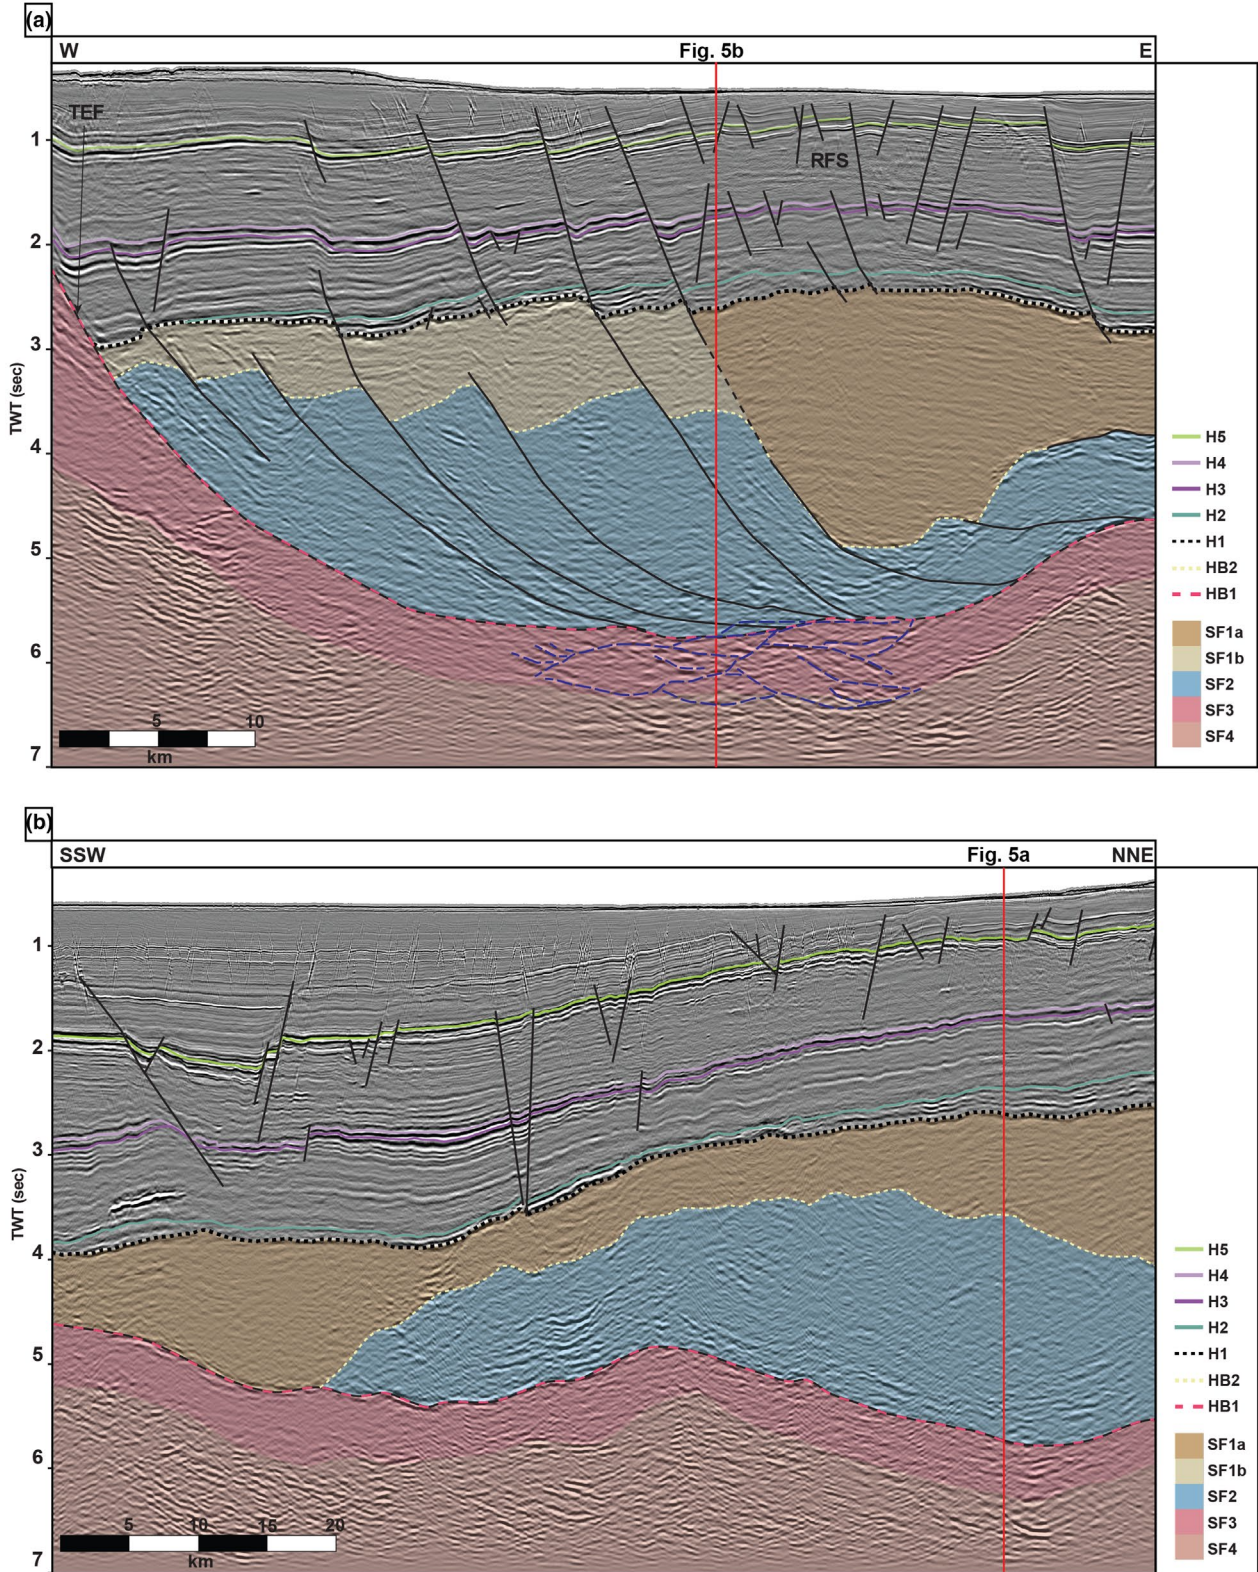 (a)
W Fig. 5b E
TEF
RFS
TWT (sec)
1
2
3
4
5
6
7
5 10
km
H5
H4
H3
H2
H1
HB2
HB1
SF1a
SF1b
SF2
SF3
SF4
(b)
SSW Fig. 5a NNE
TWT (sec)
1
2
3
4
5
6
7
5 10 15 20
km
H5
H4
H3
H2
H1
HB2
HB1
SF1a
SF1b
SF2
SF3
SF4